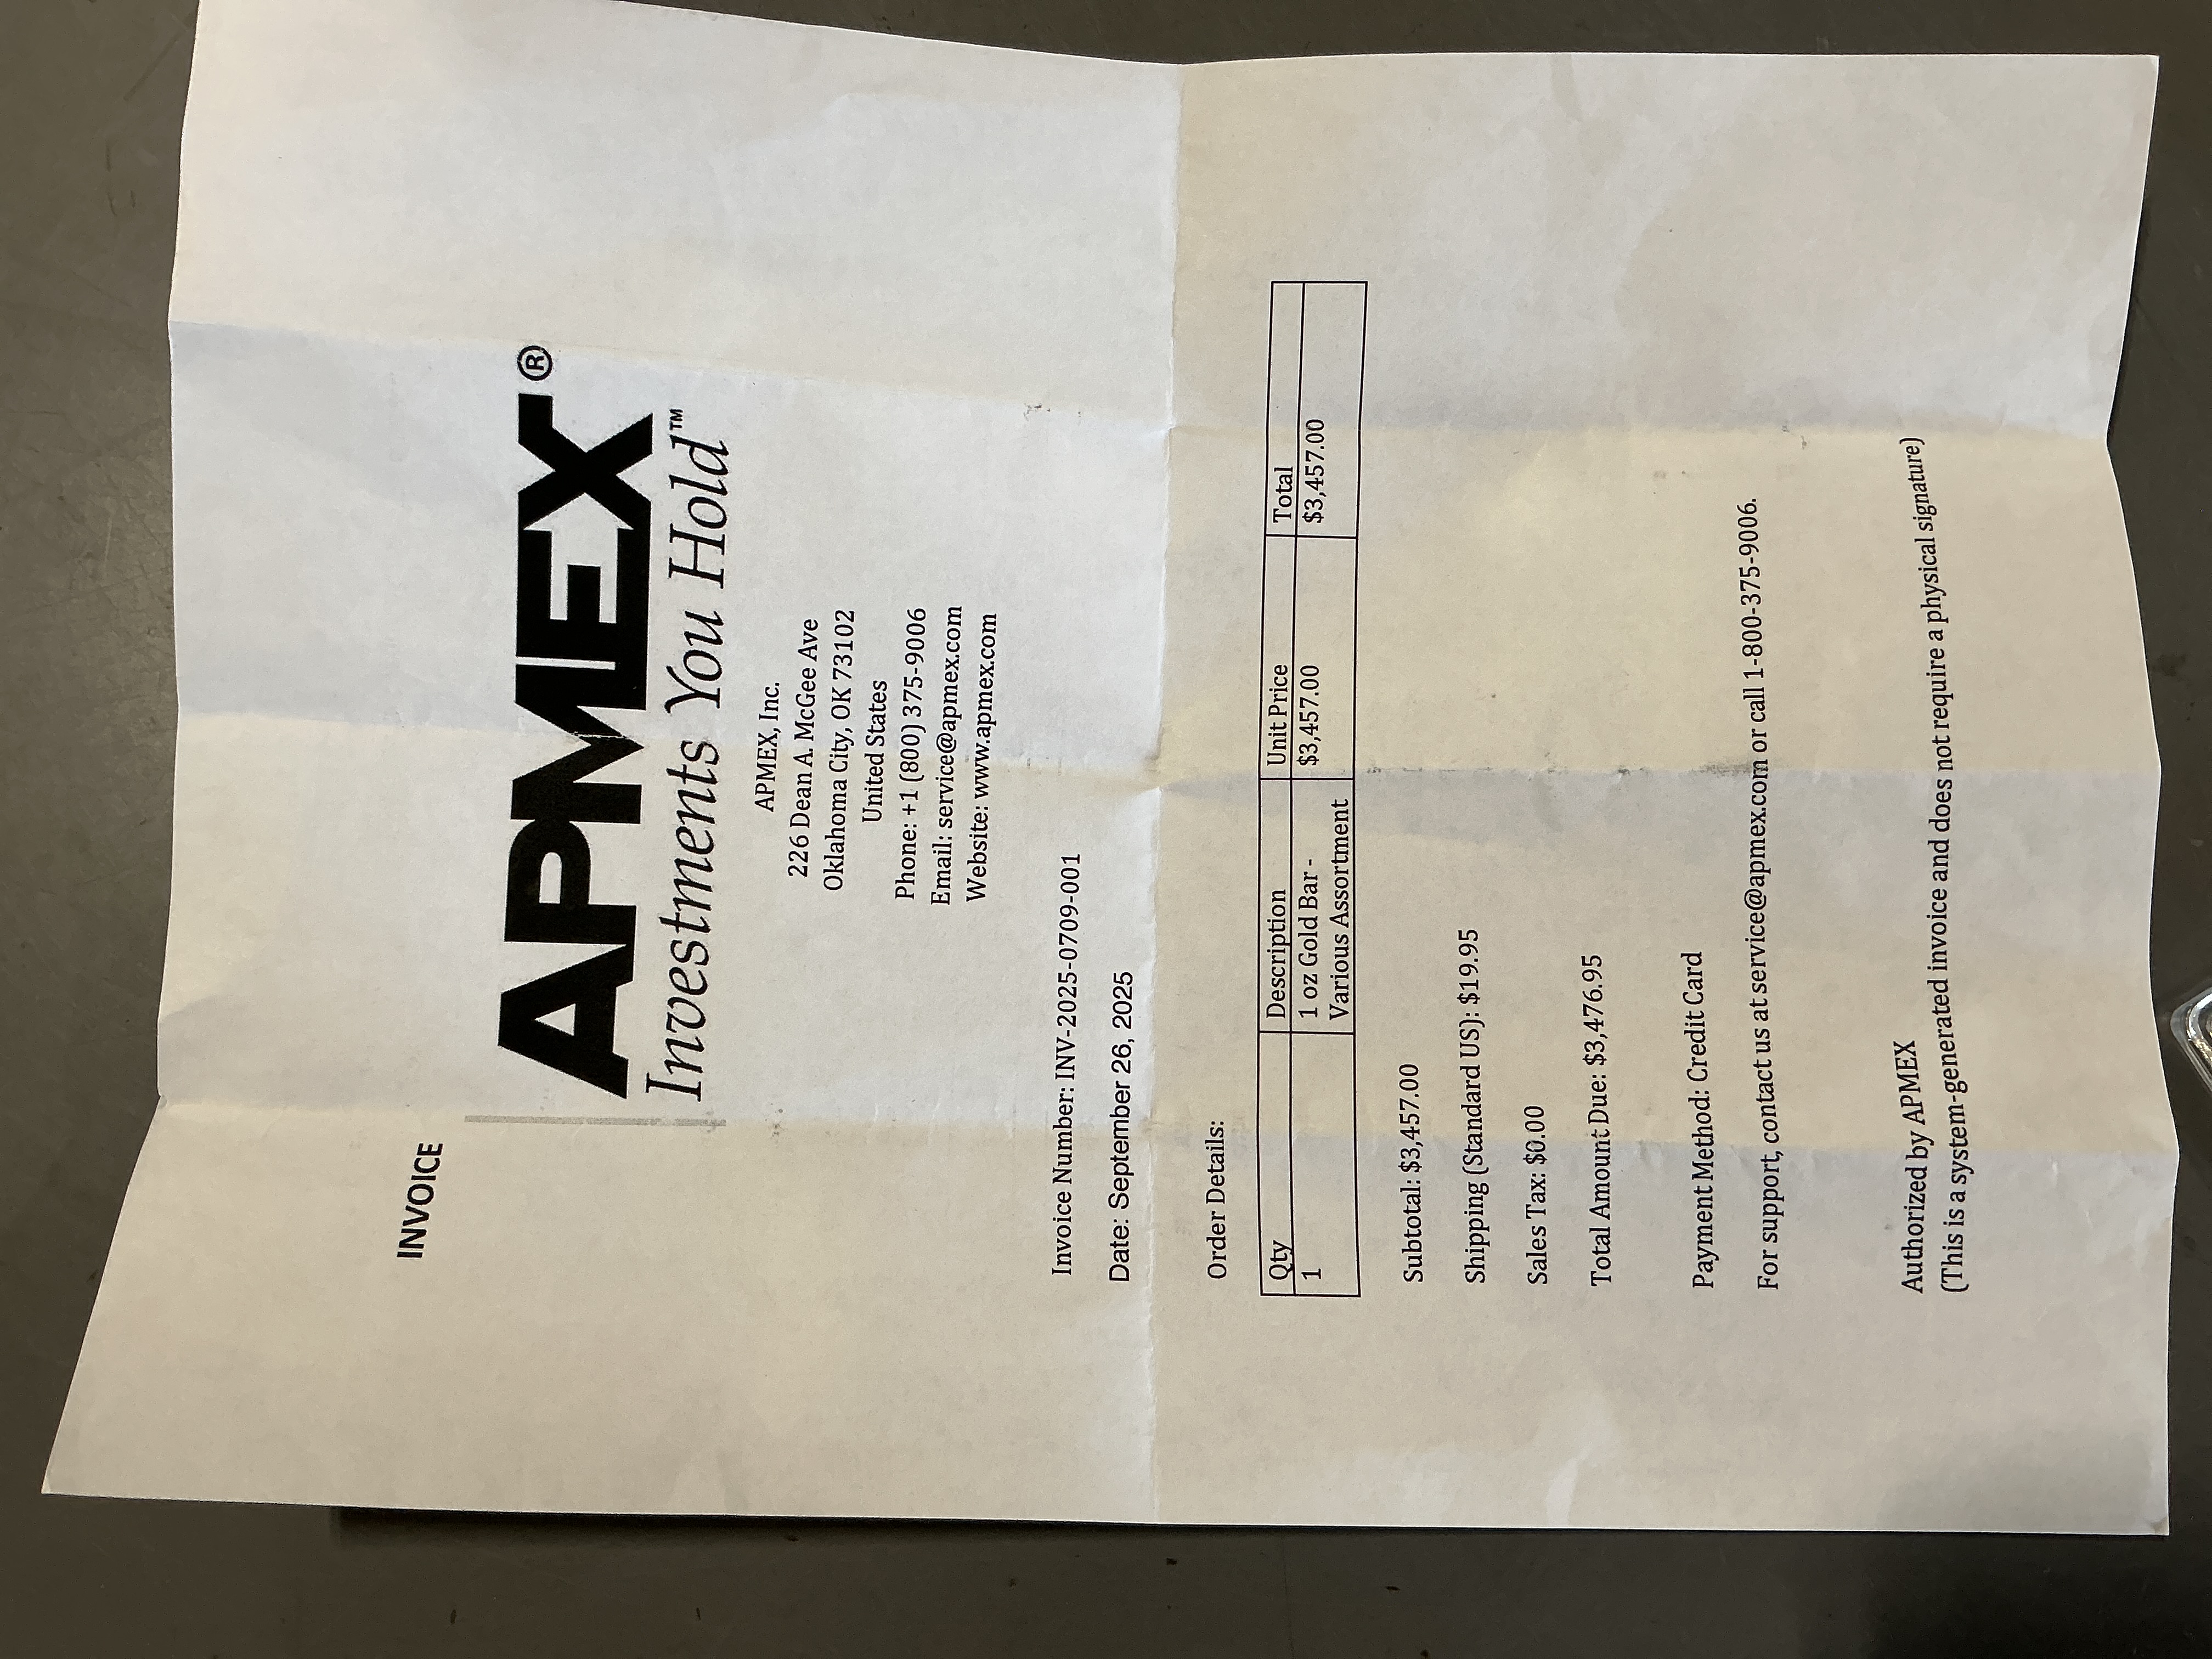 INVOICE
APMEX®
Investments You Hold™
APMEX, Inc.
226 Dean A. McGee Ave
Oklahoma City, OK 73102
United States
Phone: +1 (800) 375-9006
Email: service@apmex.com
Website: www.apmex.com
Invoice Number: INV-2025-0709-001
Date: September 26, 2025
Order Details:
Qty Description Unit Price Total
1 1 oz Gold Bar - $3,457.00 $3,457.00
Various Assortment
Subtotal: $3,457.00
Shipping (Standard US): $19.95
Sales Tax: $0.00
Total Amount Due: $3,476.95
Payment Method: Credit Card
For support, contact us at service@apmex.com or call 1-800-375-9006.
Authorized by APMEX
(This is a system-generated invoice and does not require a physical signature)